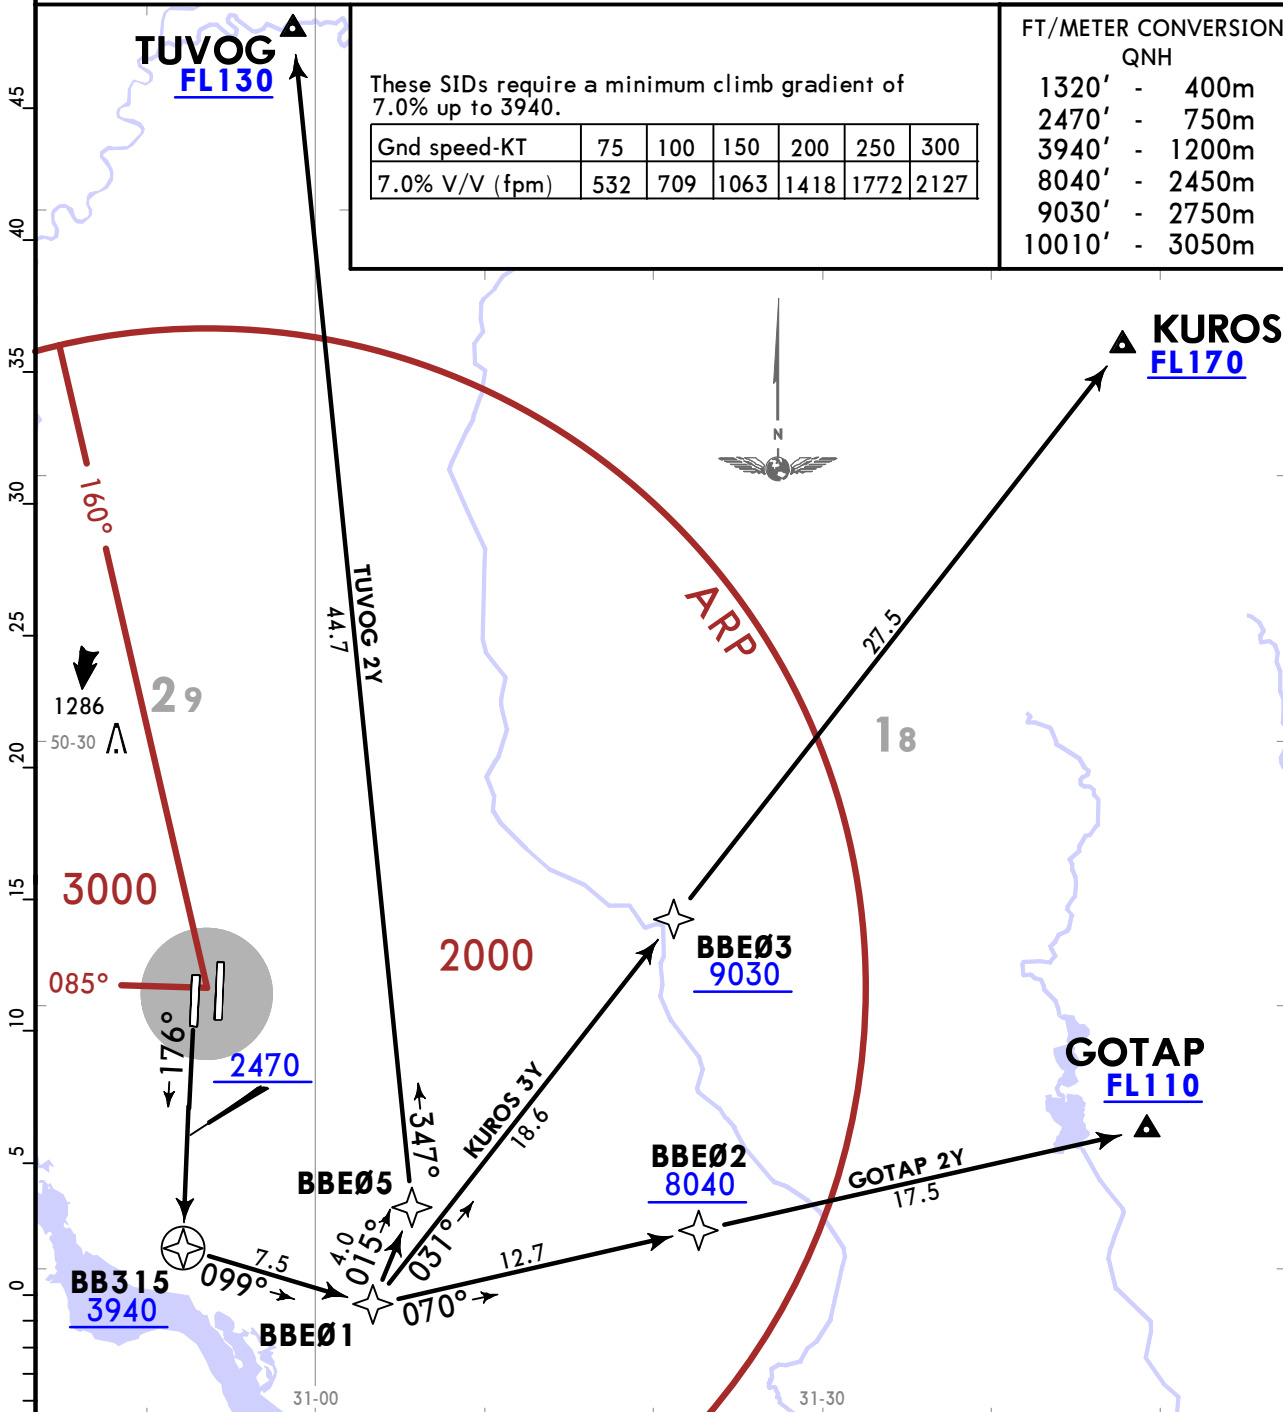 TUVOG
FL130
These SIDs require a minimum climb gradient of
7.0% up to 3940.
Gnd speed-KT 75 100 150 200 250 300
7.0% V/V (fpm) 532 709 1063 1418 1772 2127
FT/METER CONVERSION
QNH
1320' - 400m
2470' - 750m
3940' - 1200m
8040' - 2450m
9030' - 2750m
10010' - 3050m
45
40
35
30
25
20
15
10
5
0
KUROS
FL170
N
160°
ARP
TUVOG 2Y
44.7
27.5
1286
50-30
29
18
3000
2000
085°
176°
2470
BBEØ3
9030
KUROS 3Y
18.6
GOTAP
FL110
347°
BBEØ5
4.0
015°
031°
BBEØ2
8040
GOTAP 2Y
17.5
12.7
070°
7.5
099°
BB315
3940
BBEØ1
31-00
31-30